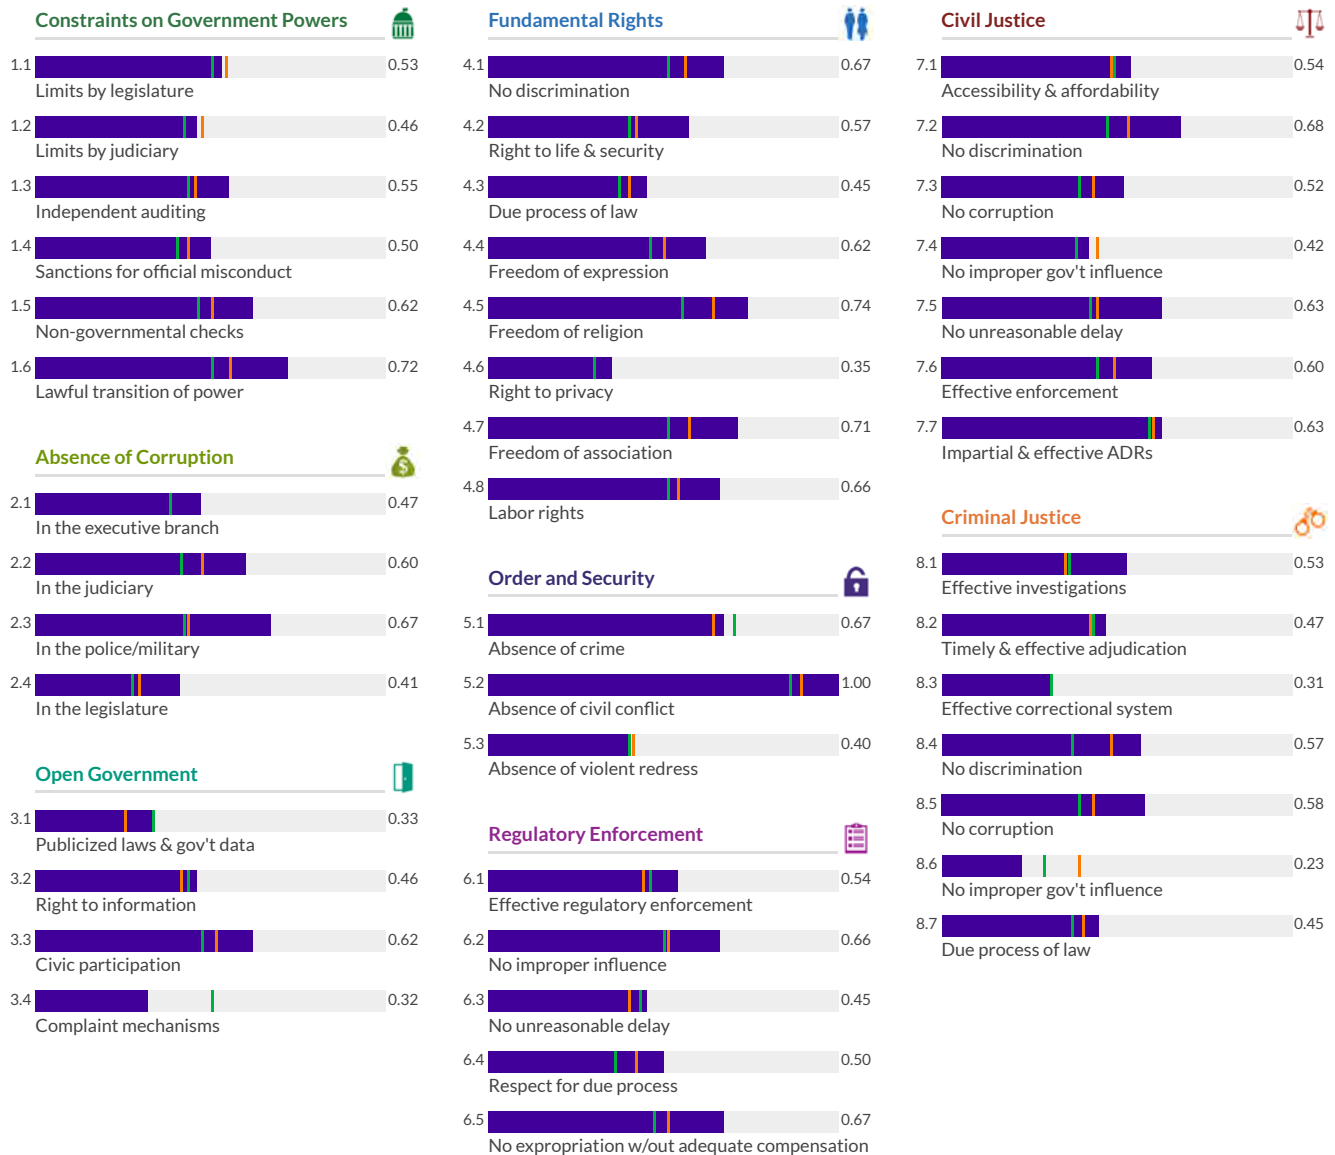 Constraints on Government Powers
1.1 0.53
Limits by legislature
1.2 0.46
Limits by judiciary
1.3 0.55
Independent auditing
1.4 0.50
Sanctions for official misconduct
1.5 0.62
Non-governmental checks
1.6 0.72
Lawful transition of power
Absence of Corruption
2.1 0.47
In the executive branch
2.2 0.60
In the judiciary
2.3 0.67
In the police/military
2.4 0.41
In the legislature
Open Government
3.1 0.33
Publicized laws & gov't data
3.2 0.46
Right to information
3.3 0.62
Civic participation
3.4 0.32
Complaint mechanisms
Fundamental Rights
4.1 0.67
No discrimination
4.2 0.57
Right to life & security
4.3 0.45
Due process of law
4.4 0.62
Freedom of expression
4.5 0.74
Freedom of religion
4.6 0.35
Right to privacy
4.7 0.71
Freedom of association
4.8 0.66
Labor rights
Order and Security
5.1 0.67
Absence of crime
5.2 1.00
Absence of civil conflict
5.3 0.40
Absence of violent redress
Regulatory Enforcement
6.1 0.54
Effective regulatory enforcement
6.2 0.66
No improper influence
6.3 0.45
No unreasonable delay
6.4 0.50
Respect for due process
6.5 0.67
No expropriation w/out adequate compensation
Civil Justice
7.1 0.54
Accessibility & affordability
7.2 0.68
No discrimination
7.3 0.52
No corruption
7.4 0.42
No improper gov't influence
7.5 0.63
No unreasonable delay
7.6 0.60
Effective enforcement
7.7 0.63
Impartial & effective ADRs
Criminal Justice
8.1 0.53
Effective investigations
8.2 0.47
Timely & effective adjudication
8.3 0.31
Effective correctional system
8.4 0.57
No discrimination
8.5 0.58
No corruption
8.6 0.23
No improper gov't influence
8.7 0.45
Due process of law